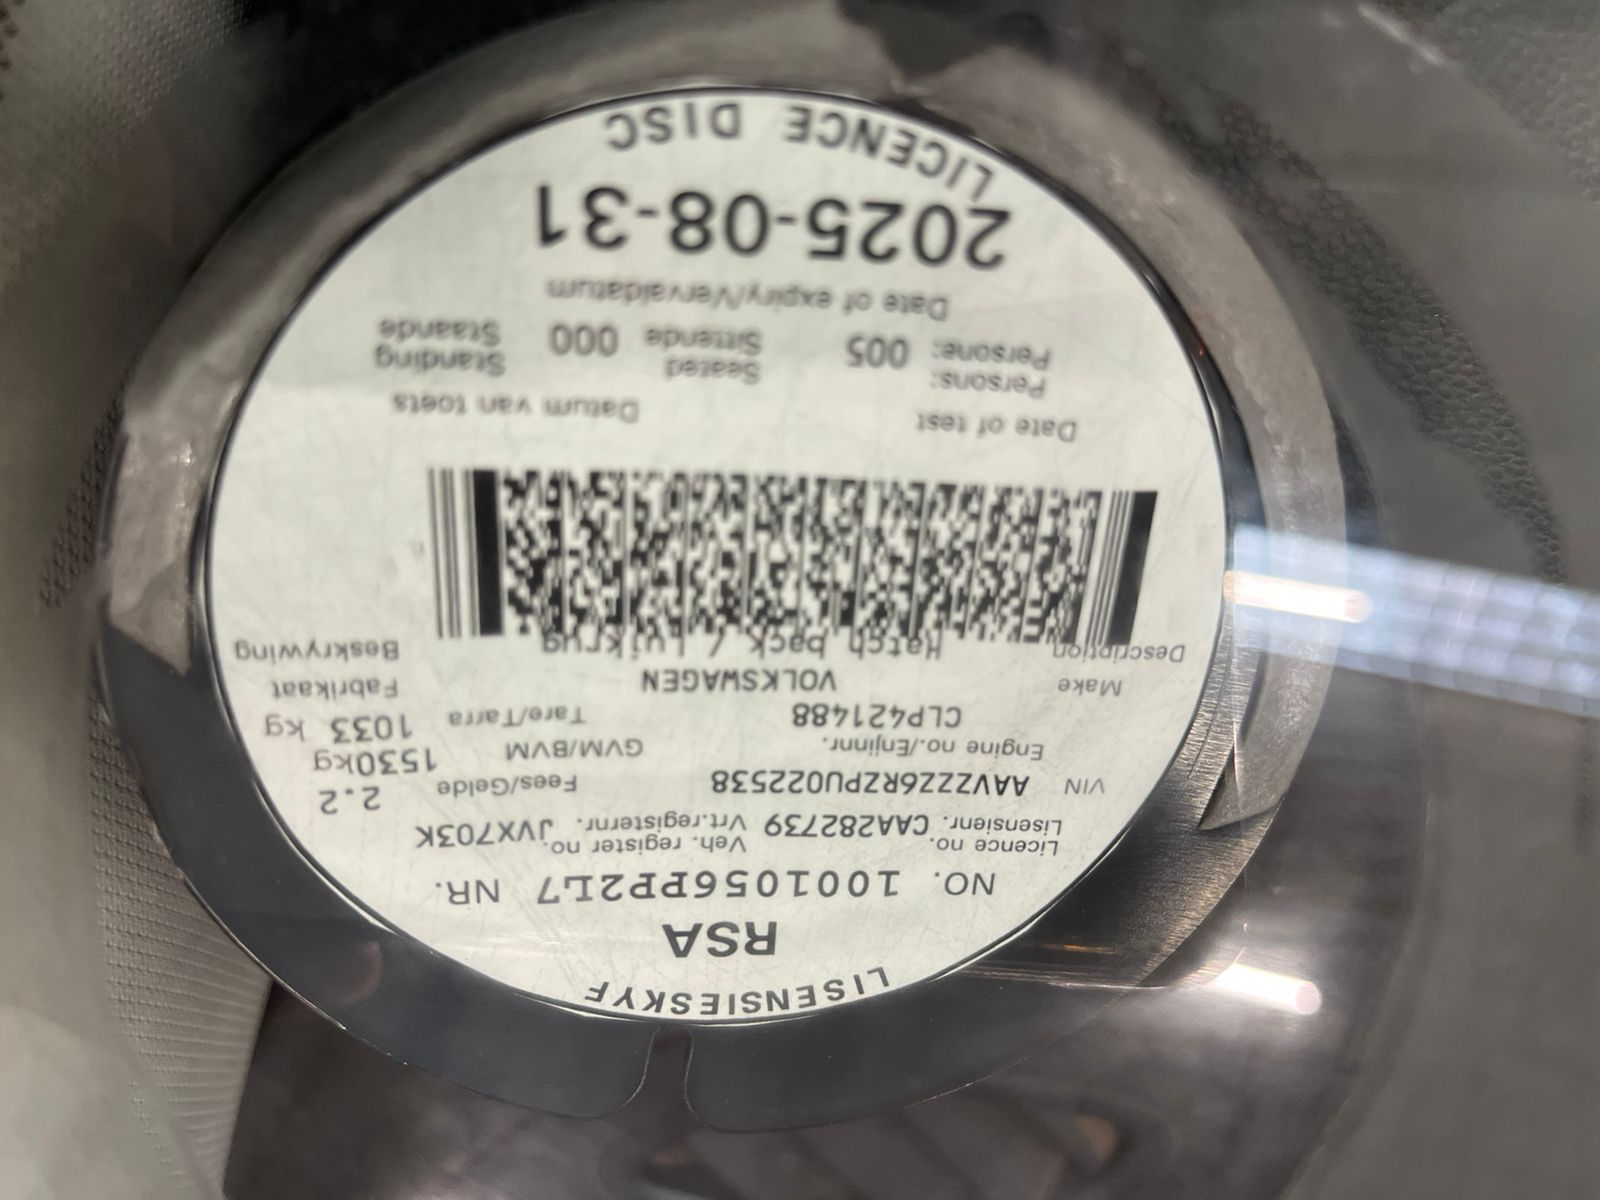 LISENSIESKYF
RSA
NO. 1001056PP2L7 NR.
Licence no. Veh. register no.
Lisensienr. CAA282739 Vrt.registernr. JVX703K
VIN AAVZZZ6RZPU022538 Fees/Gelde 2.2
Engine no./Enjinnr. GVM/BVM 1530kg
CLP421488 Tare/Tarra 1033 kg
Make VOLKSWAGEN Fabrikaat
Description Hatch back / Luikrug Beskrywing
Date of test Datum van toets
Persons: Seated Standing
Persone: 005 Sittende 000 Staande
Date of expiry/Vervaldatum
2025-08-31
LICENCE DISC